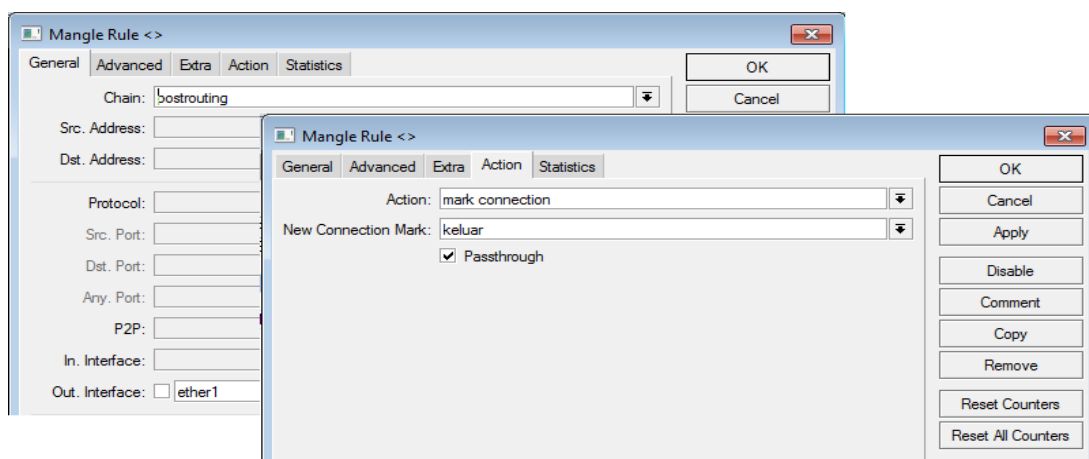 Mangle Rule <>
General Advanced Extra Action Statistics
OK
Chain: postrouting
Cancel
Src. Address:
Dst. Address:
Protocol:
Src. Port:
Dst. Port:
Any. Port:
P2P:
In. Interface:
Out. Interface: ether1
Mangle Rule <>
General Advanced Extra Action Statistics
OK
Action: mark connection
Cancel
New Connection Mark: keluar
Apply
Passthrough
Disable
Comment
Copy
Remove
Reset Counters
Reset All Counters